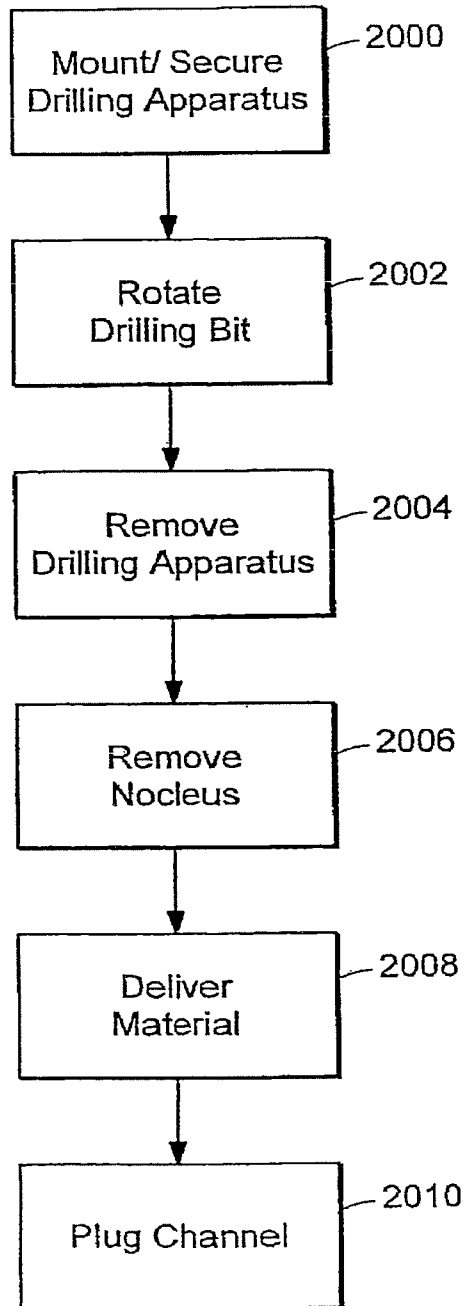 2000
Mount/ Secure
Drilling Apparatus
2002
Rotate
Drilling Bit
2004
Remove
Drilling Apparatus
2006
Remove
Nocleus
2008
Deliver
Material
2010
Plug Channel